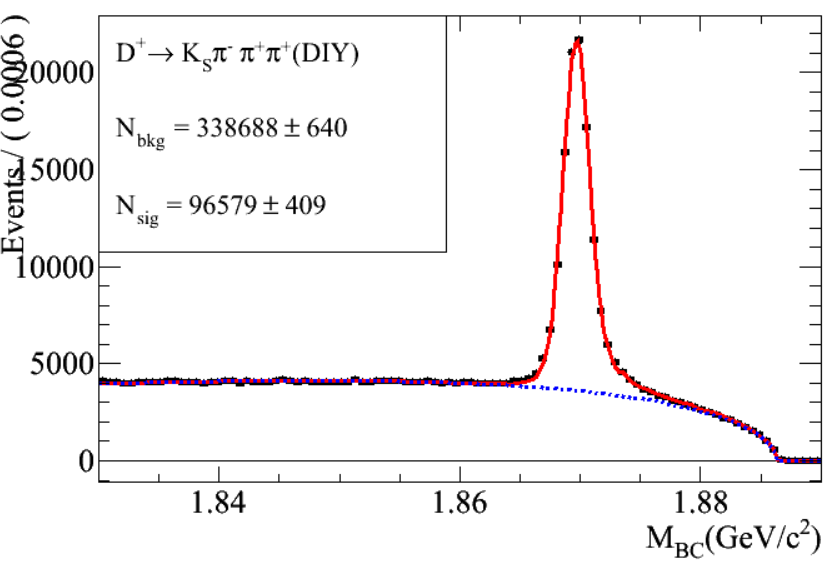 D⁺→ K_Sπ⁻ π⁺π⁺(DIY)
N_bkg = 338688 ± 640
N_sig = 96579 ± 409
Events / ( 0.0006 )
20000
15000
10000
5000
0
1.84
1.86
1.88
M_BC(GeV/c²)